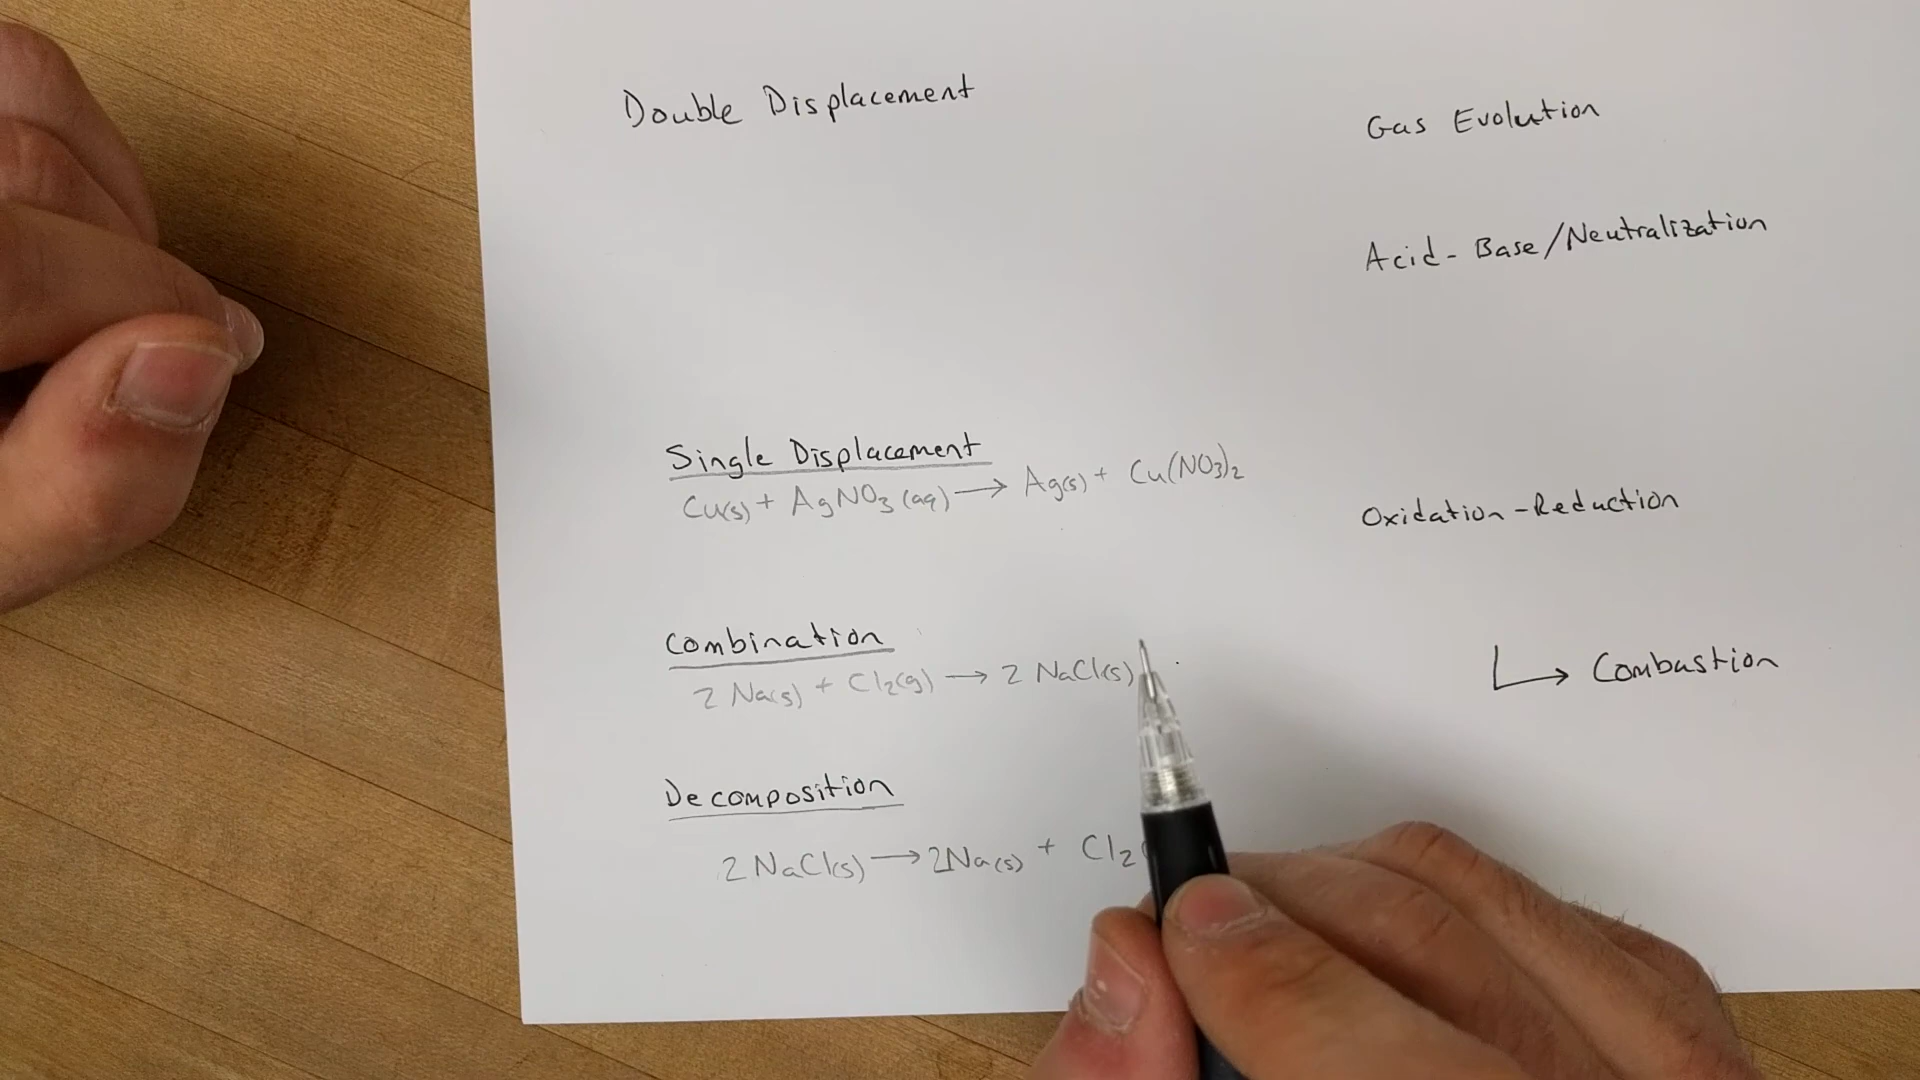 Double Displacement
Gas Evolution
Acid-Base/Neutralization
Single Displacement
Cu(s) + AgNO3 (aq) → Ag(s) + Cu(NO3)2
Oxidation-Reduction
Combination
2 Na(s) + Cl2(g) → 2 NaCl(s)
Combustion
Decomposition
2 NaCl(s) → 2Na(s) + Cl2